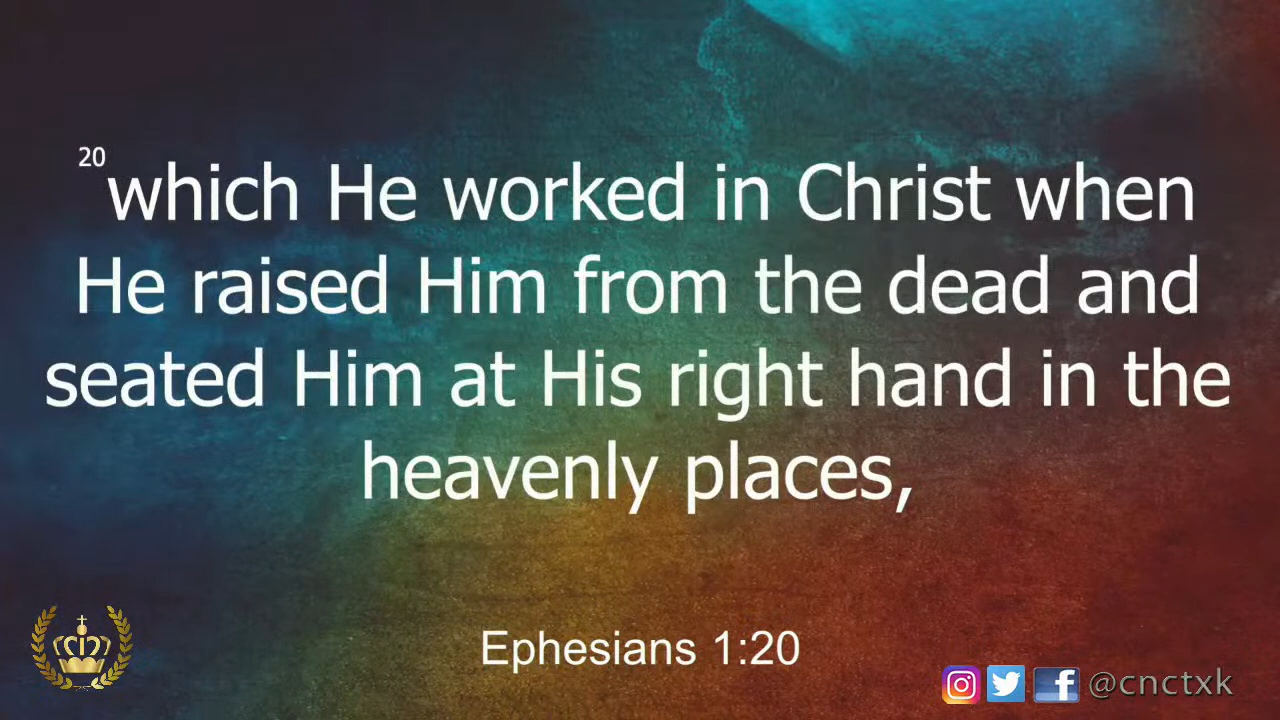 20 which He worked in Christ when
He raised Him from the dead and
seated Him at His right hand in the
heavenly places,
Ephesians 1:20
@cnctxk